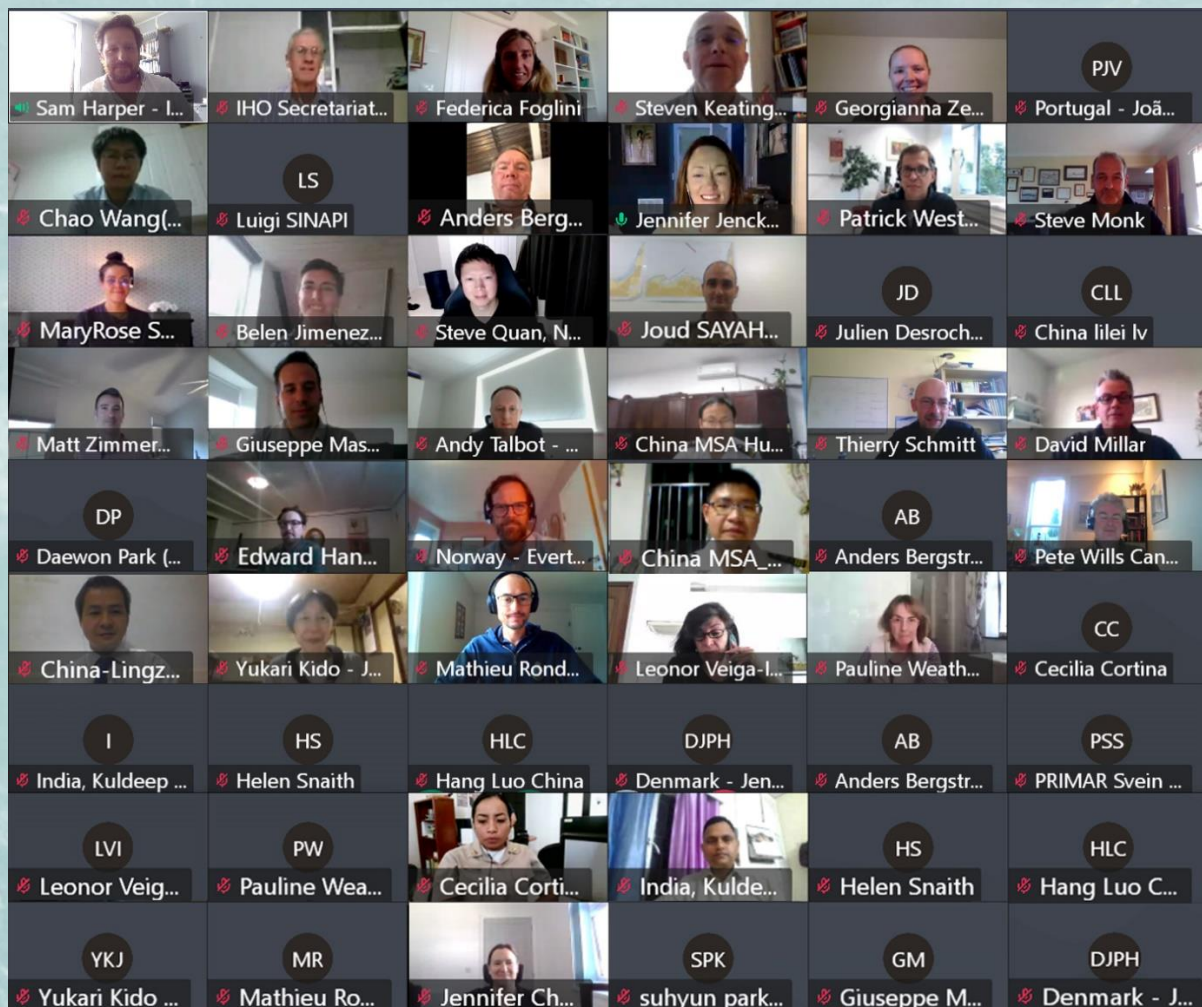 Sam Harper - I...
IHO Secretariat...
Federica Foglini
Steven Keating...
Georgianna Ze...
PJV
Portugal - Joã...
Chao Wang(...
LS
Luigi SINAPI
Anders Berg...
Jennifer Jenck...
Patrick West...
Steve Monk
MaryRose S...
Belen Jimenez...
Steve Quan, N...
Joud SAYAH...
JD
Julien Desroch...
CLL
China lilei lv
Matt Zimmer...
Giuseppe Mas...
Andy Talbot - ...
China MSA Hu...
Thierry Schmitt
David Millar
DP
Daewon Park (...
Edward Han...
Norway - Evert...
China MSA_...
AB
Anders Bergstr...
Pete Wills Can...
China-Lingz...
Yukari Kido - J...
Mathieu Rond...
Leonor Veiga-I...
Pauline Weath...
CC
Cecilia Cortina
I
India, Kuldeep ...
HS
Helen Snaith
HLC
Hang Luo China
DJPH
Denmark - Jen...
AB
Anders Bergstr...
PSS
PRIMAR Svein ...
LVI
Leonor Veig...
PW
Pauline Wea...
Cecilia Corti...
India, Kulde...
HS
Helen Snaith
HLC
Hang Luo C...
YKJ
Yukari Kido ...
MR
Mathieu Ro...
Jennifer Ch...
SPK
suhyun park...
GM
Giuseppe M...
DJPH
Denmark - J...